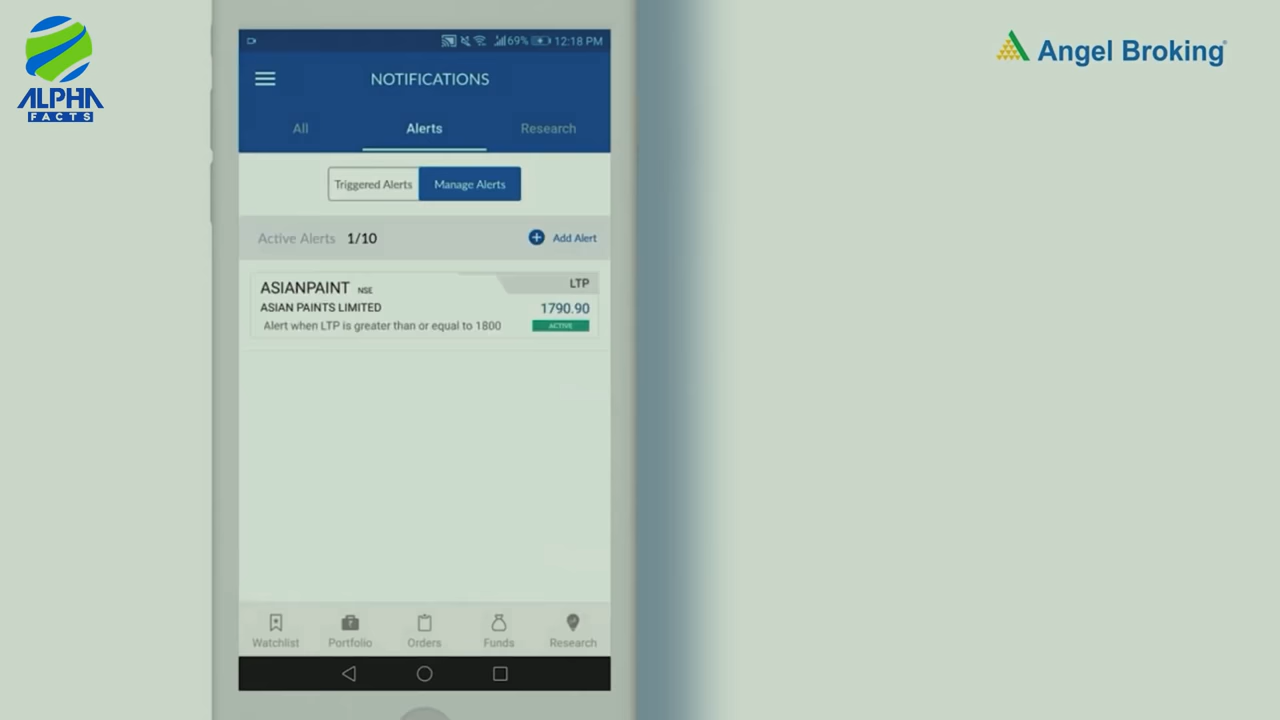 ALPHA
FACTS
Angel Broking
69% 12:18 PM
NOTIFICATIONS
All Alerts Research
Triggered Alerts Manage Alerts
Active Alerts 1/10 Add Alert
ASIANPAINT NSE LTP
ASIAN PAINTS LIMITED 1790.90
Alert when LTP is greater than or equal to 1800 ACTIVE
Watchlist Portfolio Orders Funds Research